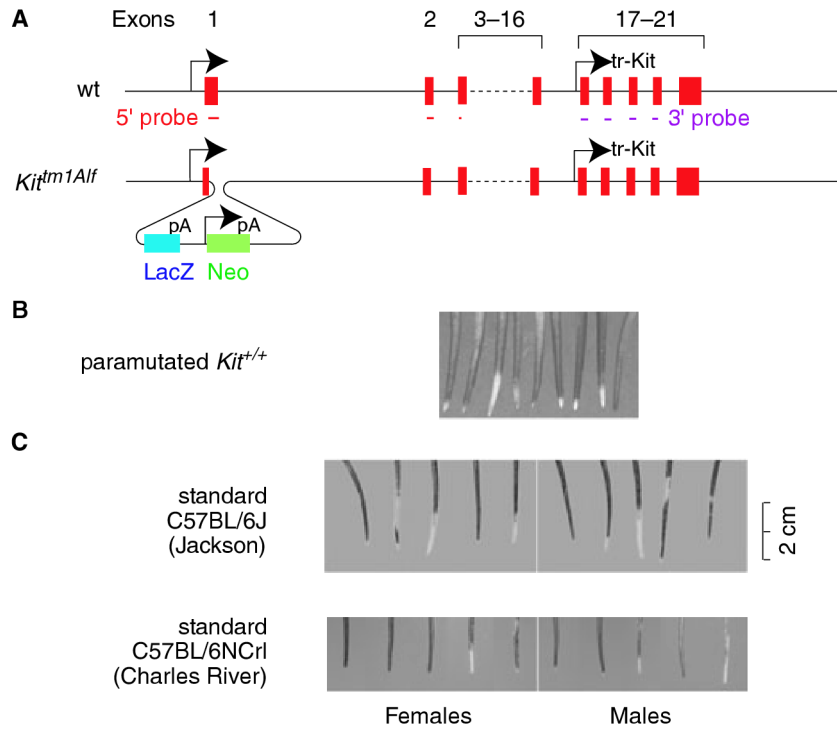 A
Exons 1 2 3–16 17–21
tr-Kit
wt
5' probe 3' probe
tr-Kit
Kit^tm1Alf
pA pA
LacZ Neo
B
paramutated Kit^+/+
C
standard
C57BL/6J
(Jackson)
2 cm
standard
C57BL/6NCrl
(Charles River)
Females Males